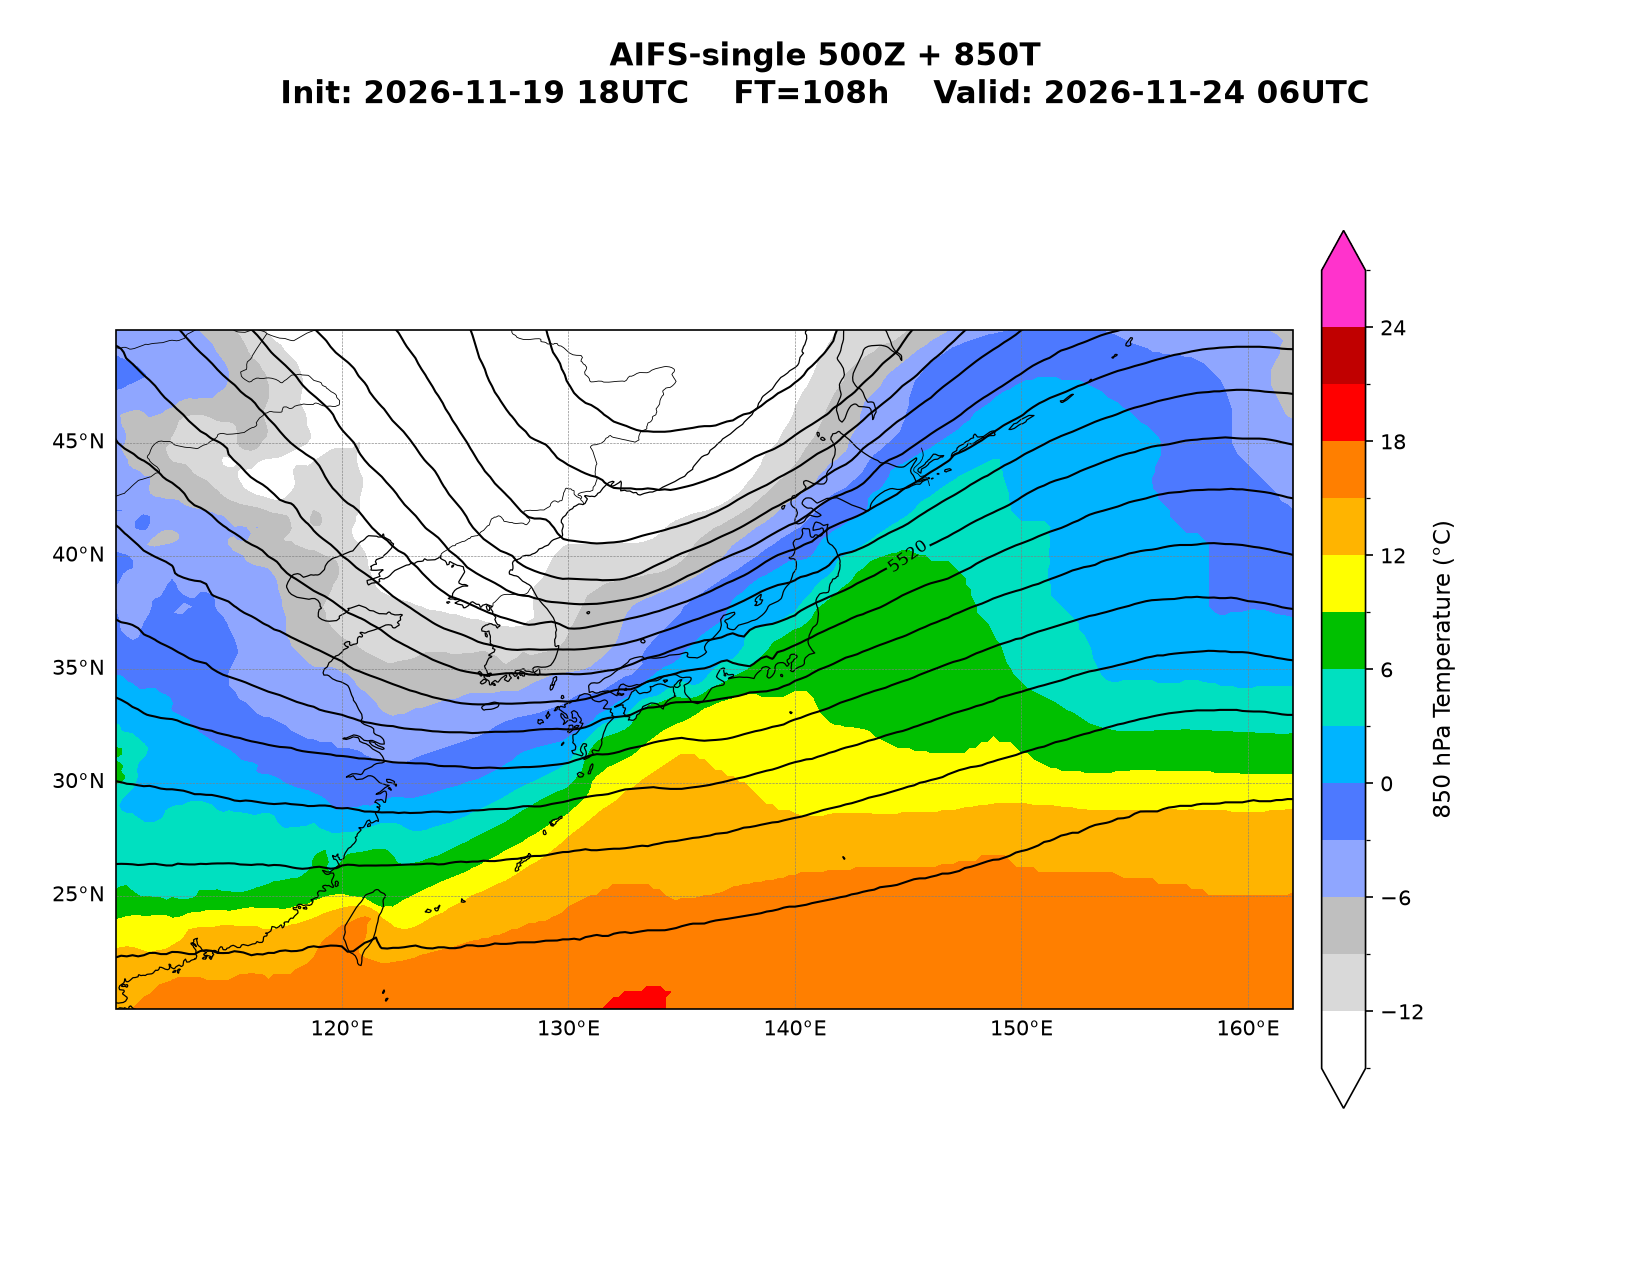 AIFS-single 500Z + 850T
Init: 2026-11-19 18UTC    FT=108h    Valid: 2026-11-24 06UTC
45°N
40°N
35°N
30°N
25°N
120°E
130°E
140°E
150°E
160°E
5520
24
18
12
6
0
−6
−12
850 hPa Temperature (°C)